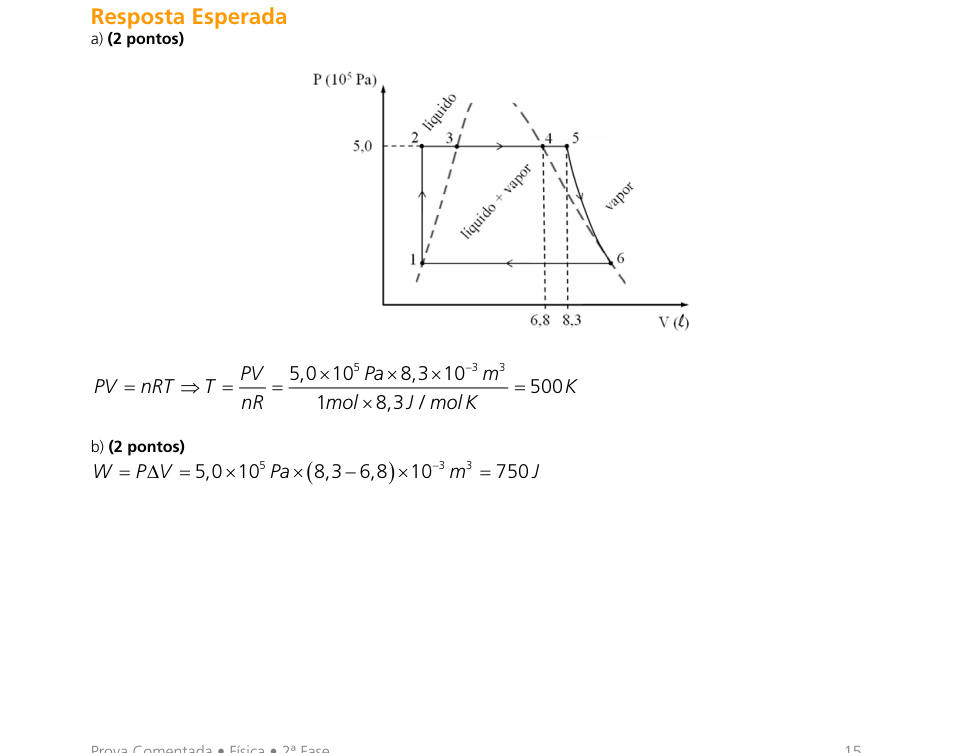 Resposta Esperada
a) (2 pontos)
P (10⁵ Pa)
líquido
5,0
2
3
4
5
líquido + vapor
vapor
1
6
6,8 8,3
V (ℓ)
PV = nRT ⇒ T = PV / nR = 5,0×10⁵ Pa×8,3×10⁻³ m³ / 1mol×8,3J / mol K = 500K
b) (2 pontos)
W = PΔV = 5,0×10⁵ Pa×(8,3−6,8)×10⁻³ m³ = 750J
Prova Comentada • Física • 2ª Fase 15